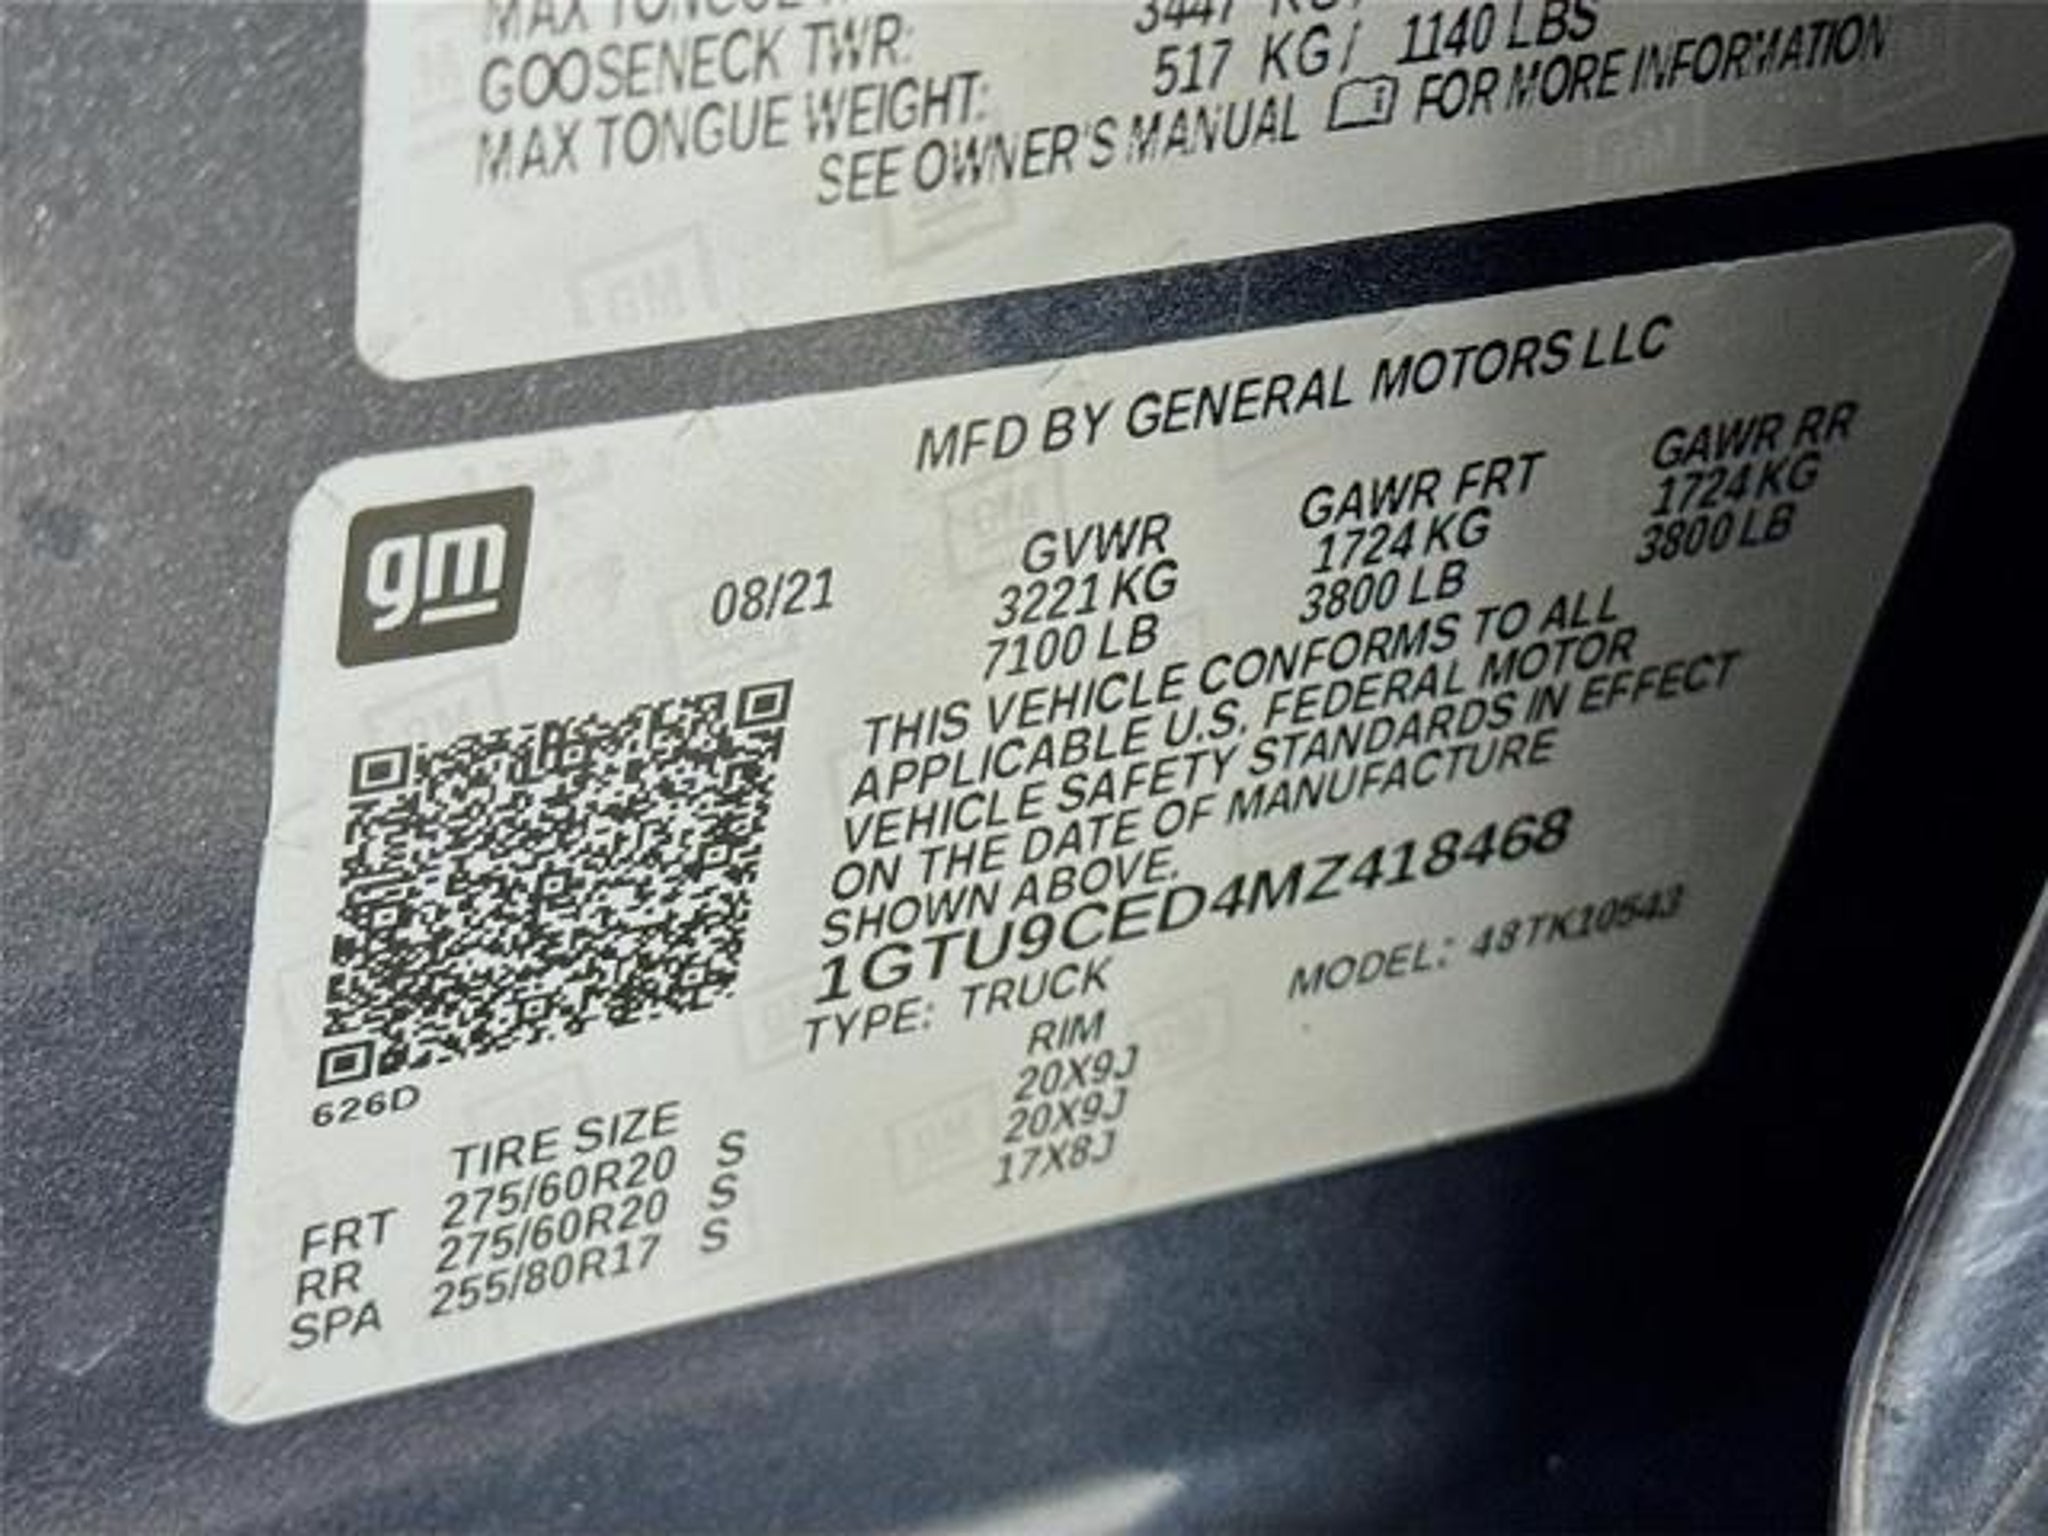 MAX TONGUE
3447 KG/
GOOSENECK TWR:
517 KG / 1140 LBS
MAX TONGUE WEIGHT:
SEE OWNER'S MANUAL FOR MORE INFORMATION
MFD BY GENERAL MOTORS LLC
gm
08/21
GVWR GAWR FRT GAWR RR
3221 KG 1724 KG 1724 KG
7100 LB 3800 LB 3800 LB
THIS VEHICLE CONFORMS TO ALL
APPLICABLE U.S. FEDERAL MOTOR
VEHICLE SAFETY STANDARDS IN EFFECT
ON THE DATE OF MANUFACTURE
SHOWN ABOVE.
1GTU9CED4MZ418468
TYPE: TRUCK MODEL: 48TK10543
626D
TIRE SIZE RIM
FRT 275/60R20 S 20X9J
RR 275/60R20 S 20X9J
SPA 255/80R17 S 17X8J